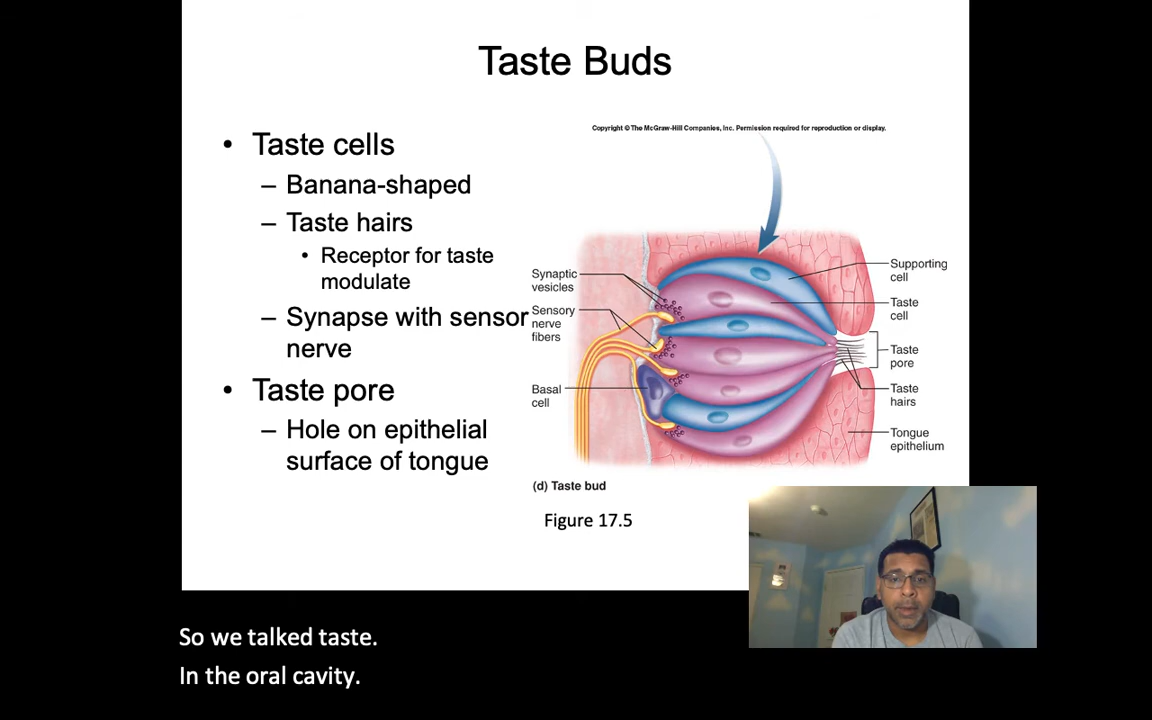 Taste Buds
Copyright © The McGraw-Hill Companies, Inc. Permission required for reproduction or display.
• Taste cells
– Banana-shaped
– Taste hairs
• Receptor for taste
modulate
– Synapse with sensor
nerve
• Taste pore
– Hole on epithelial
surface of tongue
Synaptic
vesicles
Sensory
nerve
fibers
Basal
cell
Supporting
cell
Taste
cell
Taste
pore
Taste
hairs
Tongue
epithelium
(d) Taste bud
Figure 17.5
So we talked taste.
In the oral cavity.